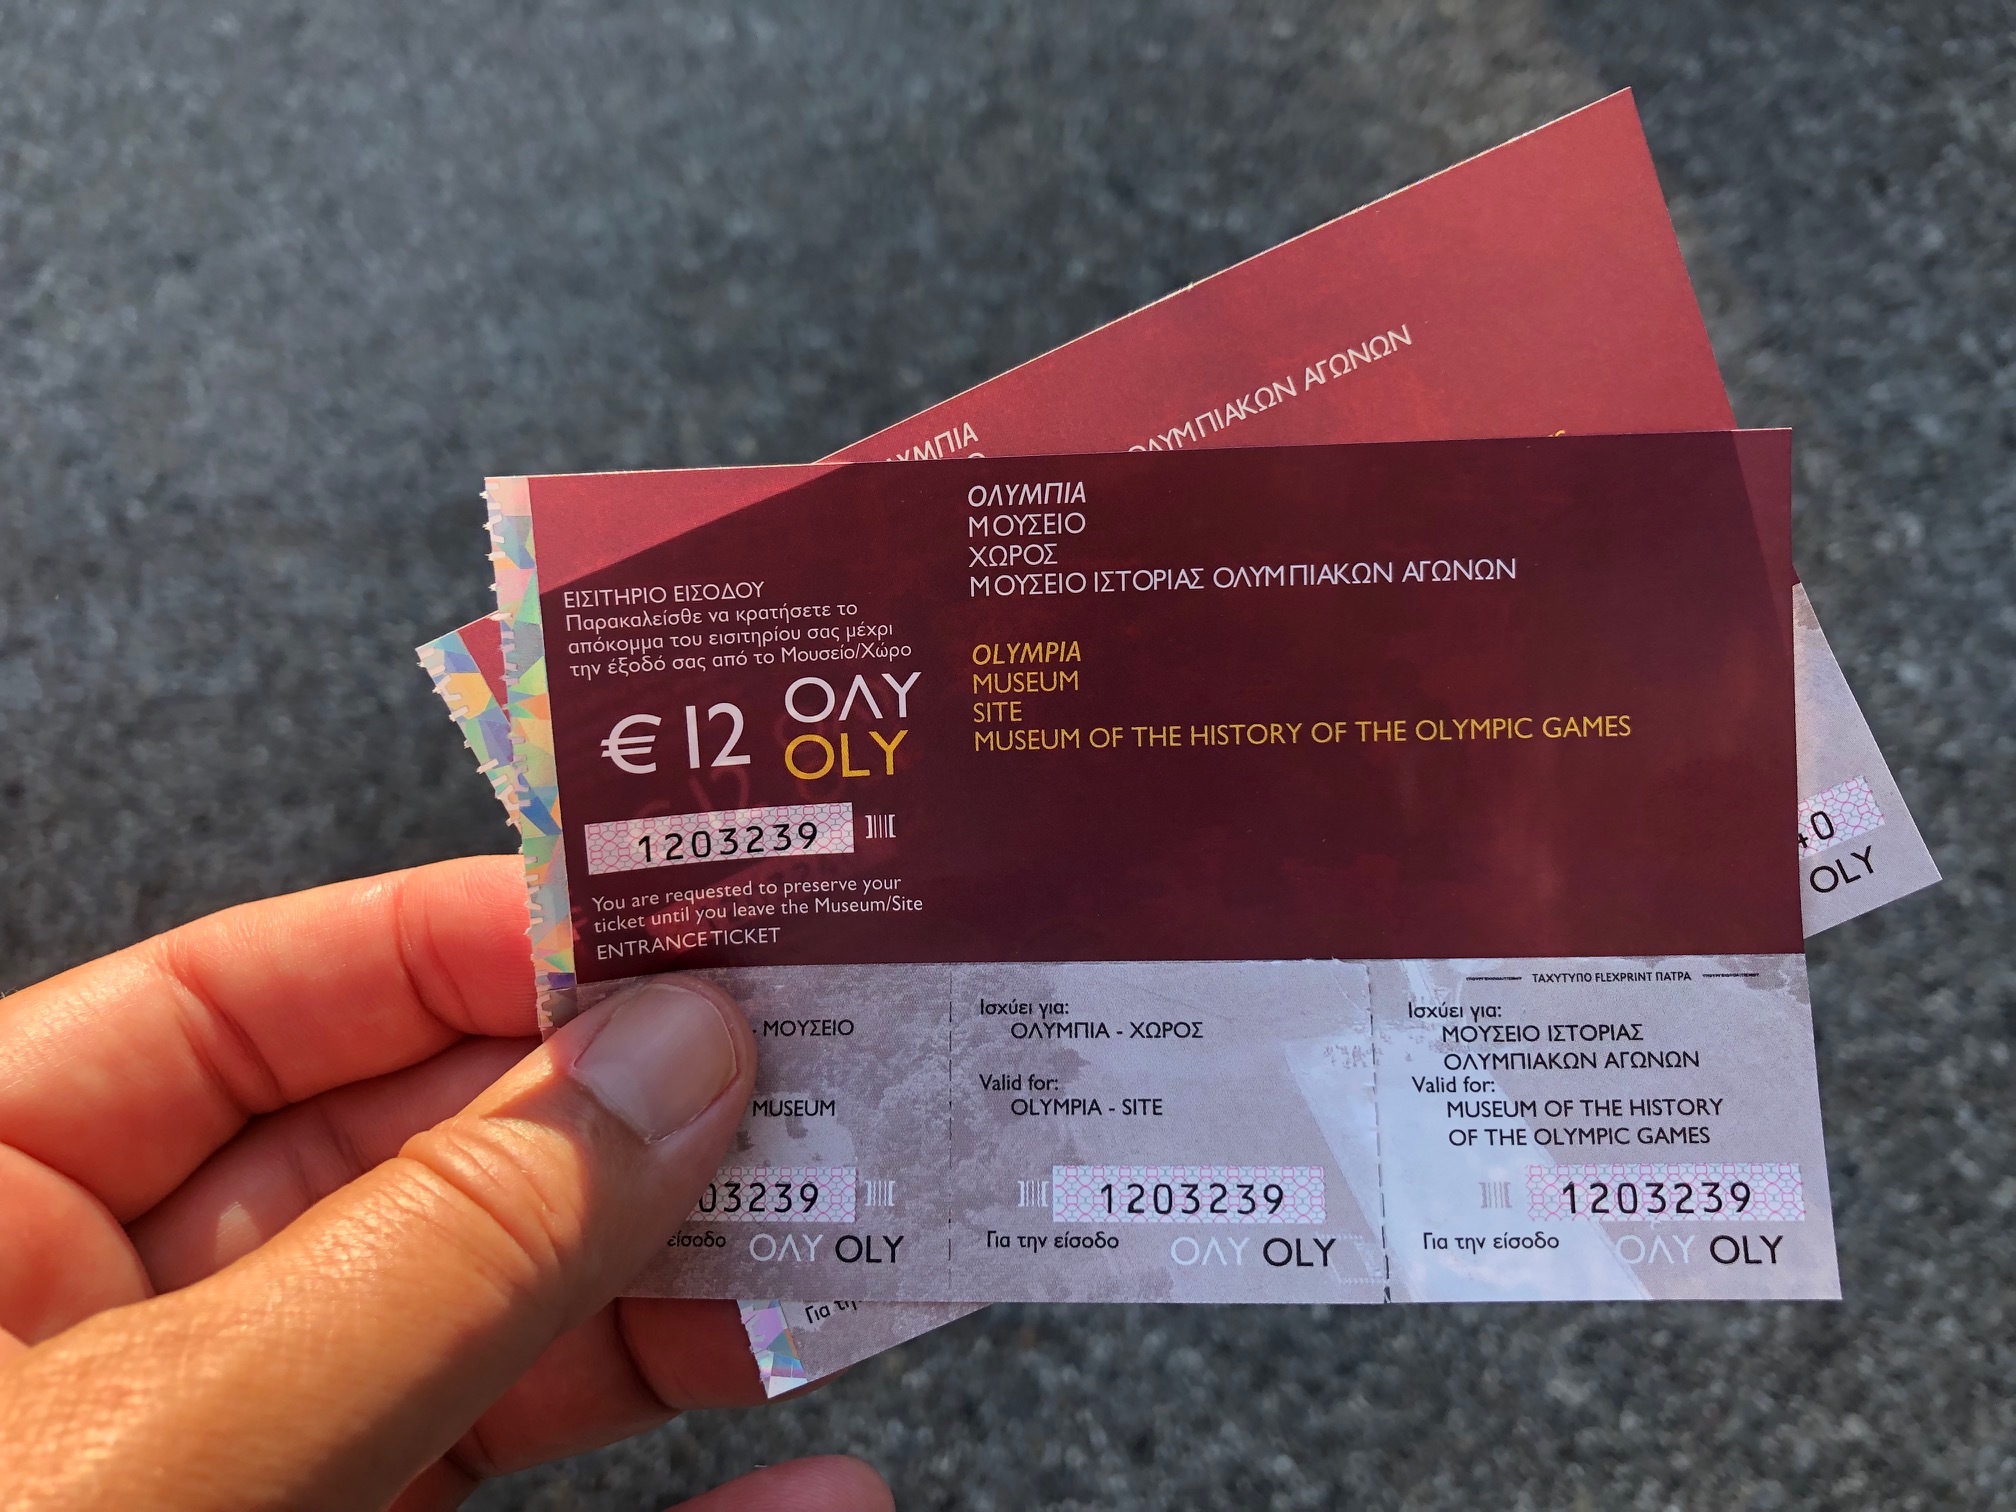 ΟΛΥΜΠΙΑΚΩΝ ΑΓΩΝΩΝ
ΟΛΥΜΠΙΑ
ΜΟΥΣΕΙΟ
ΧΩΡΟΣ
ΜΟΥΣΕΙΟ ΙΣΤΟΡΙΑΣ ΟΛΥΜΠΙΑΚΩΝ ΑΓΩΝΩΝ
ΕΙΣΙΤΗΡΙΟ ΕΙΣΟΔΟΥ
Παρακαλείσθε να κρατήσετε το
απόκομμα του εισιτηρίου σας μέχρι
την έξοδό σας από το Μουσείο/Χώρο
€12
ΟΛΥ
OLY
OLYMPIA
MUSEUM
SITE
MUSEUM OF THE HISTORY OF THE OLYMPIC GAMES
1203239
You are requested to preserve your
ticket until you leave the Museum/Site
ENTRANCE TICKET
OLY
ΤΑΧΥΤΥΠΟ FLEXPRINT ΠΑΤΡΑ
- ΜΟΥΣΕΙΟ
MUSEUM
03239
είσοδο
ΟΛΥ OLY
Ισχύει για:
ΟΛΥΜΠΙΑ - ΧΩΡΟΣ
Valid for:
OLYMPIA - SITE
1203239
Για την είσοδο
ΟΛΥ OLY
Ισχύει για:
ΜΟΥΣΕΙΟ ΙΣΤΟΡΙΑΣ
ΟΛΥΜΠΙΑΚΩΝ ΑΓΩΝΩΝ
Valid for:
MUSEUM OF THE HISTORY
OF THE OLYMPIC GAMES
1203239
Για την είσοδο
ΟΛΥ OLY
Για